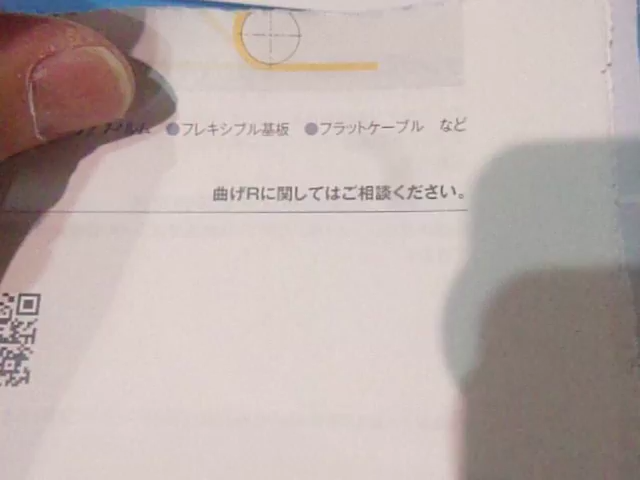 ●フレキシブル基板 ●フラットケーブル など
曲げRに関してはご相談ください。